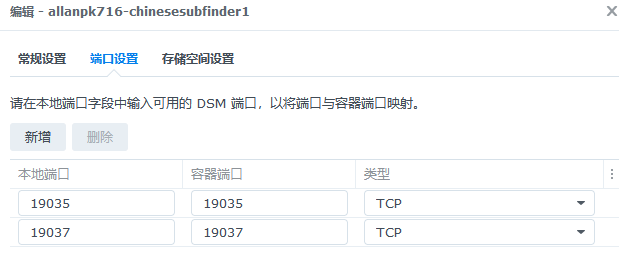 编辑 - allanpk716-chinesesubfinder1
常规设置 端口设置 存储空间设置
请在本地端口字段中输入可用的 DSM 端口，以将端口与容器端口映射。
新增 删除
本地端口 容器端口 类型
19035 19035 TCP
19037 19037 TCP